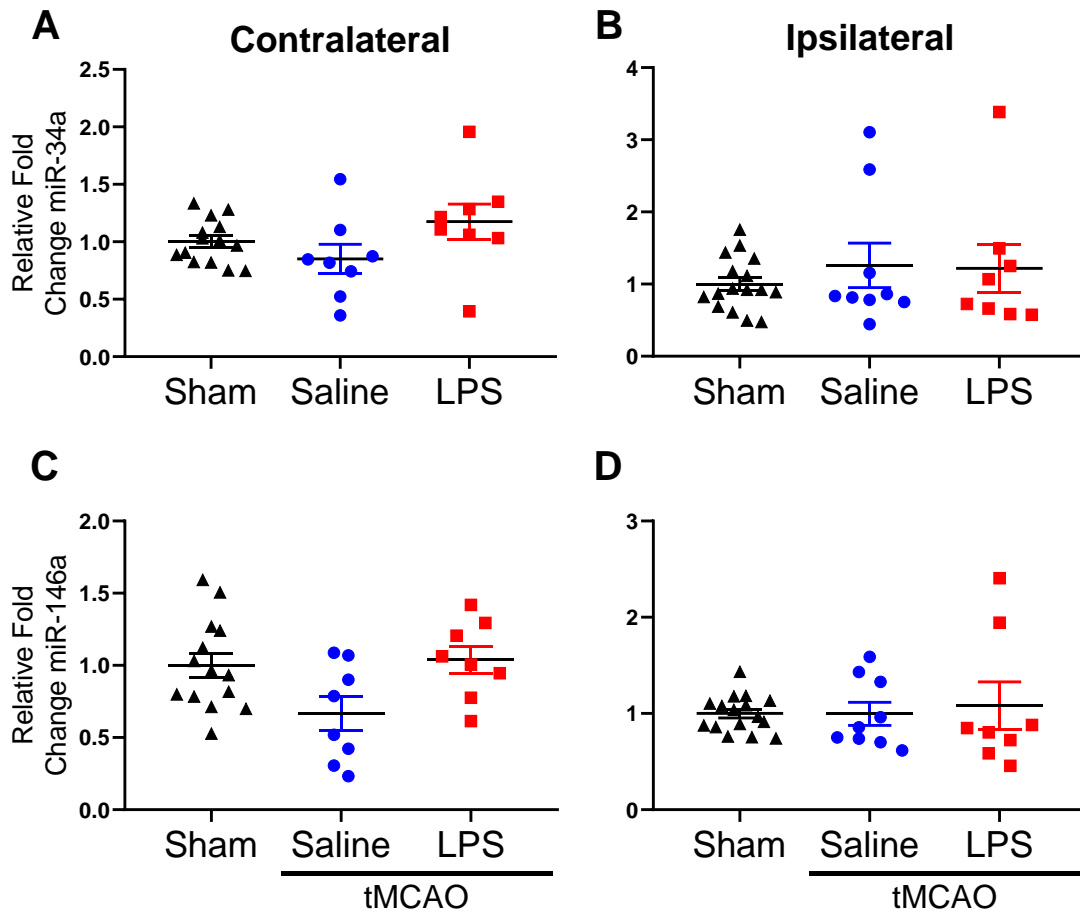 A
Contralateral
B
Ipsilateral
Relative Fold
Change miR-34a
2.5
2.0
1.5
1.0
0.5
0.0
Sham Saline LPS
4
3
2
1
0
Sham Saline LPS
C
D
Relative Fold
Change miR-146a
2.0
1.5
1.0
0.5
0.0
Sham Saline LPS
tMCAO
3
2
1
0
Sham Saline LPS
tMCAO